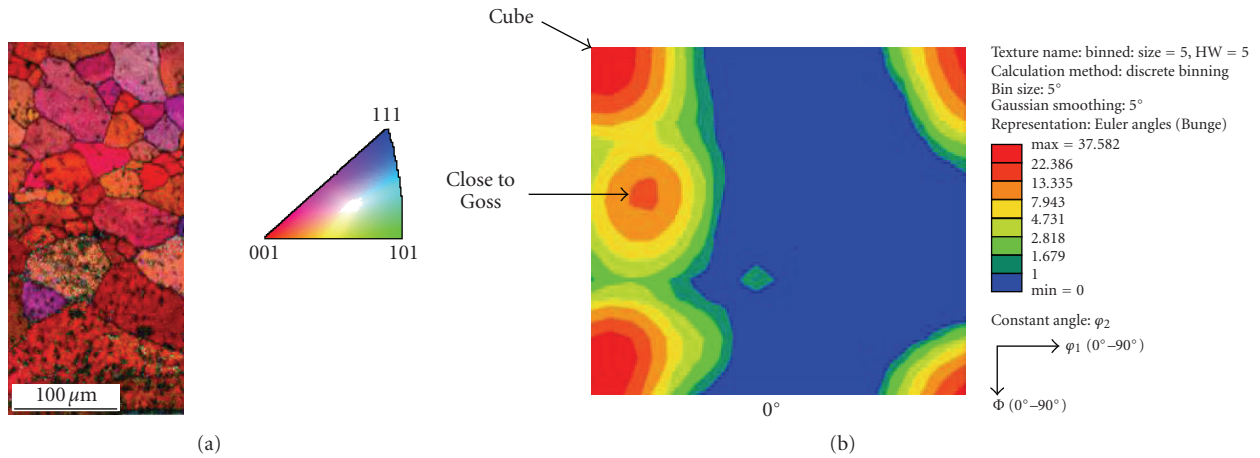 100 μm
111
001
101
(a)
Cube
Close to
Goss
0°
(b)
Texture name: binned: size = 5, HW = 5
Calculation method: discrete binning
Bin size: 5°
Gaussian smoothing: 5°
Representation: Euler angles (Bunge)
max = 37.582
22.386
13.335
7.943
4.731
2.818
1.679
1
min = 0
Constant angle: φ₂
φ₁ (0°–90°)
Φ (0°–90°)